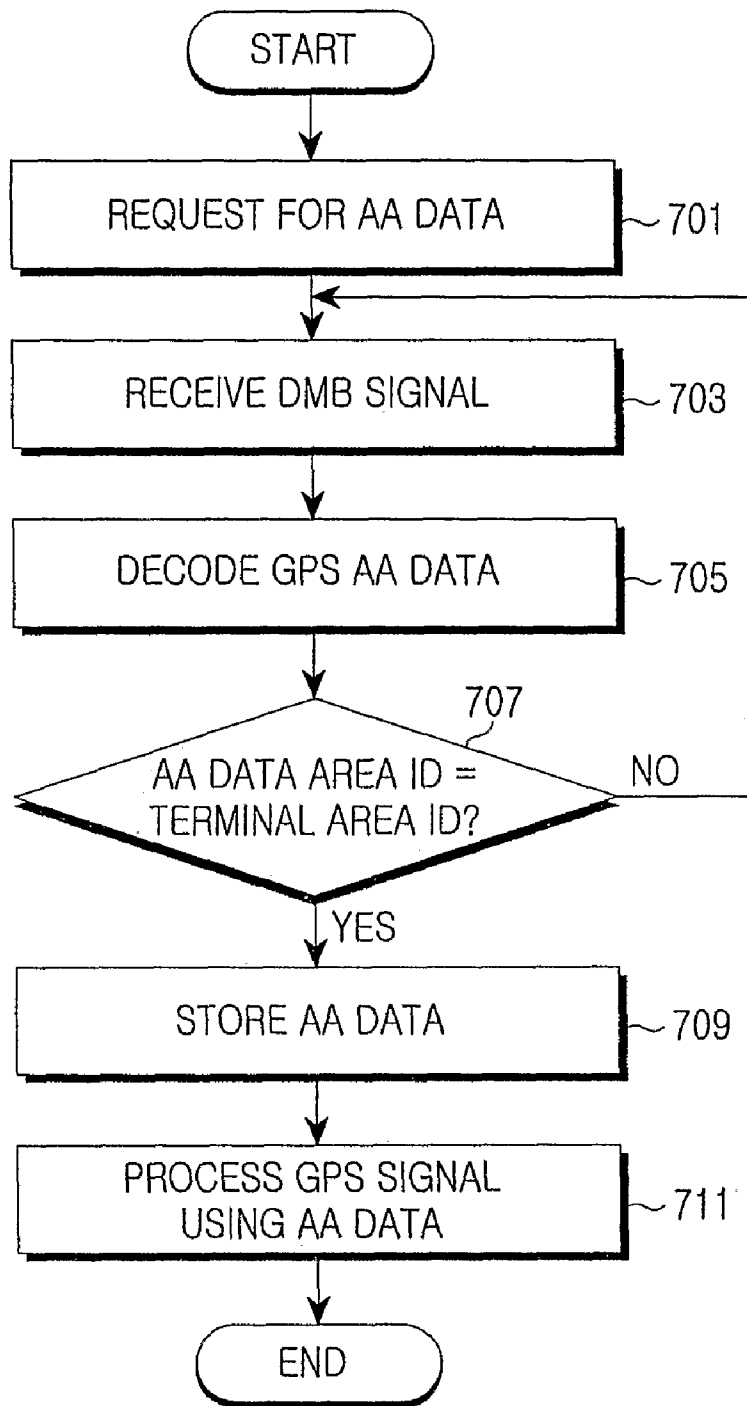 START
REQUEST FOR AA DATA
701
RECEIVE DMB SIGNAL
703
DECODE GPS AA DATA
705
707
AA DATA AREA ID =
TERMINAL AREA ID?
NO
YES
STORE AA DATA
709
PROCESS GPS SIGNAL
USING AA DATA
711
END